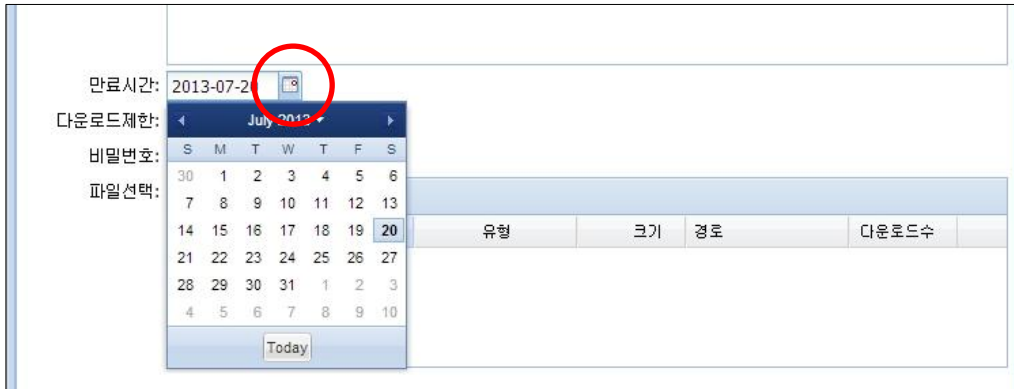 만료시간: 2013-07-20
다운로드제한:
July 2013
비밀번호:
S M T W T F S
30 1 2 3 4 5 6
파일선택:
7 8 9 10 11 12 13
14 15 16 17 18 19 20
유형 크기 경로 다운로드수
21 22 23 24 25 26 27
28 29 30 31 1 2 3
4 5 6 7 8 9 10
Today